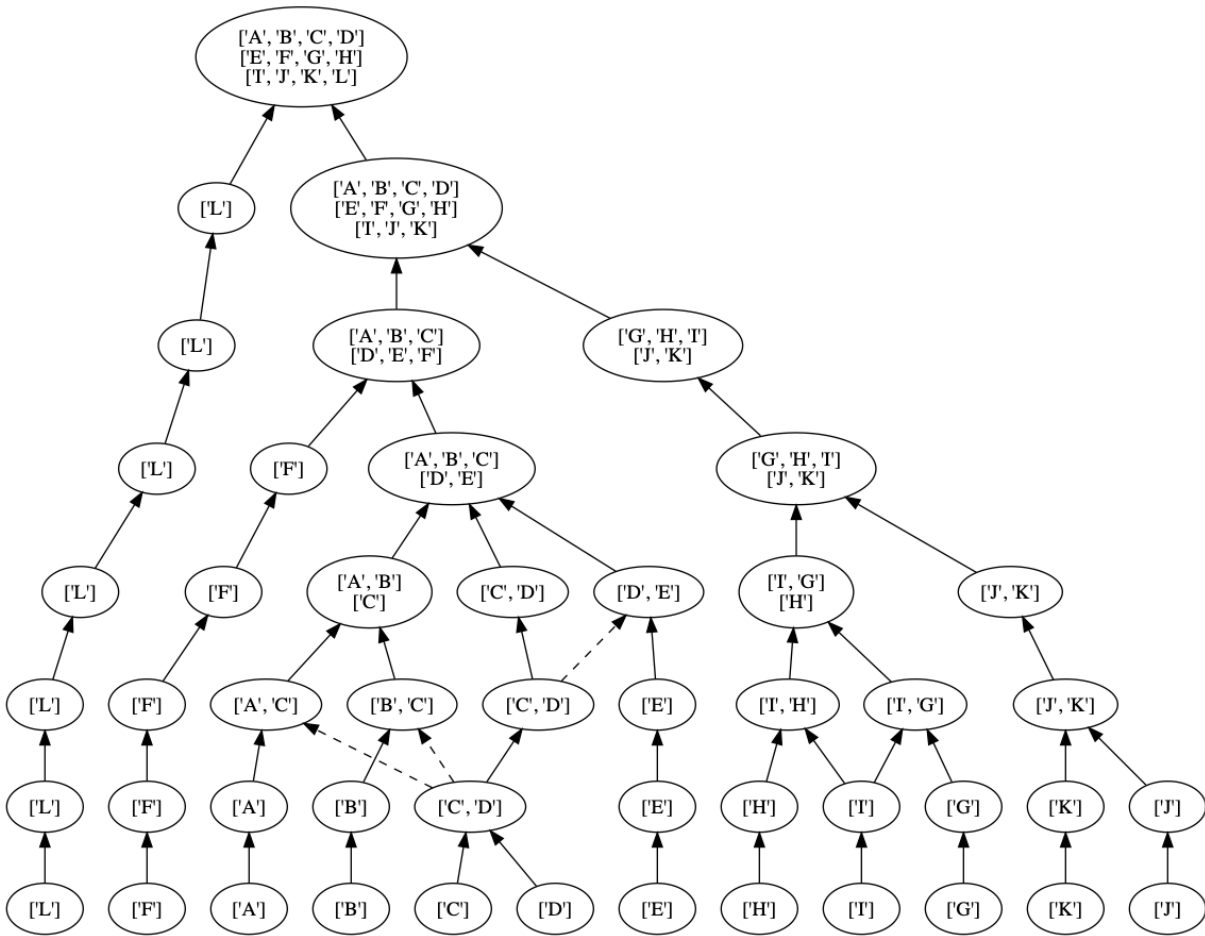 ['A', 'B', 'C', 'D']
['E', 'F', 'G', 'H']
['I', 'J', 'K', 'L']
['L']
['A', 'B', 'C', 'D']
['E', 'F', 'G', 'H']
['I', 'J', 'K']
['L']
['A', 'B', 'C']
['D', 'E', 'F']
['G', 'H', 'I']
['J', 'K']
['L']
['F']
['A', 'B', 'C']
['D', 'E']
['G', 'H', 'I']
['J', 'K']
['L']
['F']
['A', 'B']
['C']
['C', 'D']
['D', 'E']
['I', 'G']
['H']
['J', 'K']
['L']
['F']
['A', 'C']
['B', 'C']
['C', 'D']
['E']
['I', 'H']
['I', 'G']
['J', 'K']
['L']
['F']
['A']
['B']
['C', 'D']
['E']
['H']
['I']
['G']
['K']
['J']
['L']
['F']
['A']
['B']
['C']
['D']
['E']
['H']
['I']
['G']
['K']
['J']